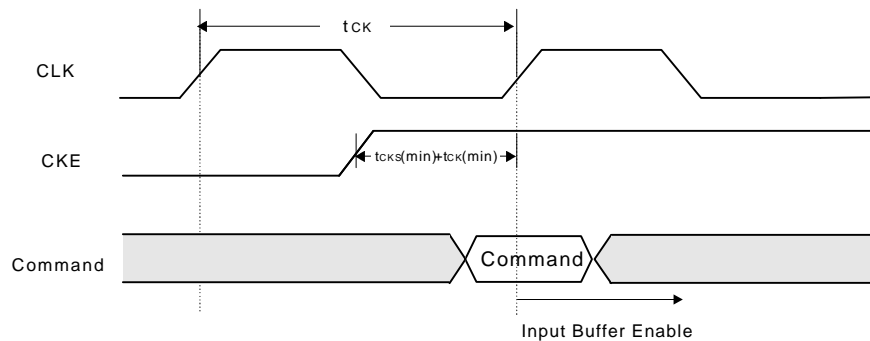 tCK
CLK
CKE
tCKS(min)+tCK(min)
Command
Command
Input Buffer Enable